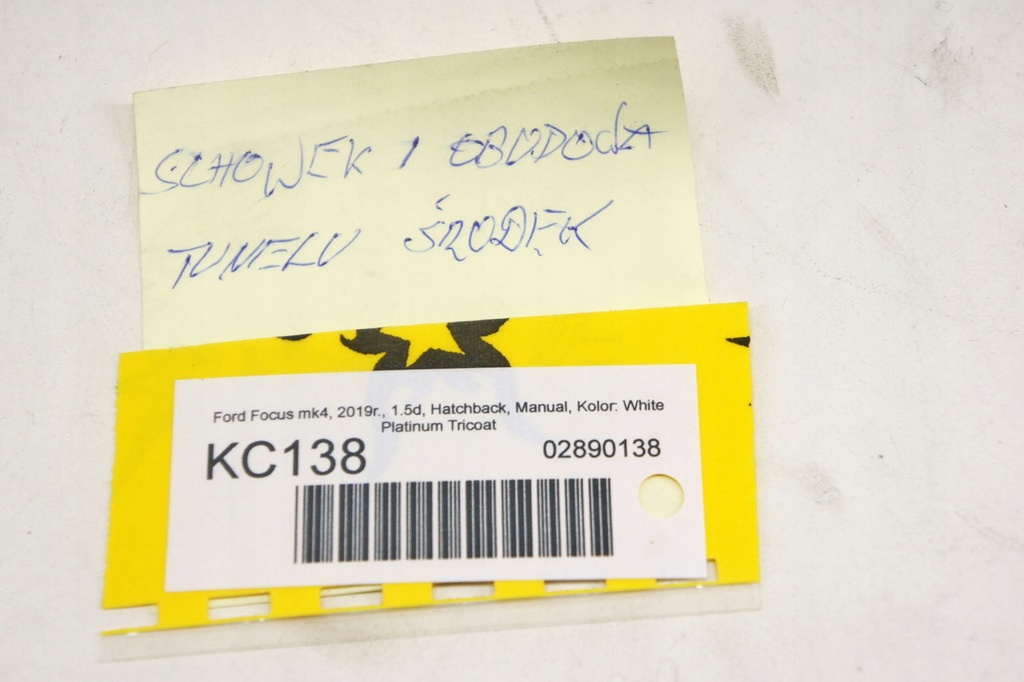 SCHOWEK I OBUDOWA
TUNELU ŚRODEK
Ford Focus mk4, 2019r., 1.5d, Hatchback, Manual, Kolor: White
Platinum Tricoat
KC138
02890138